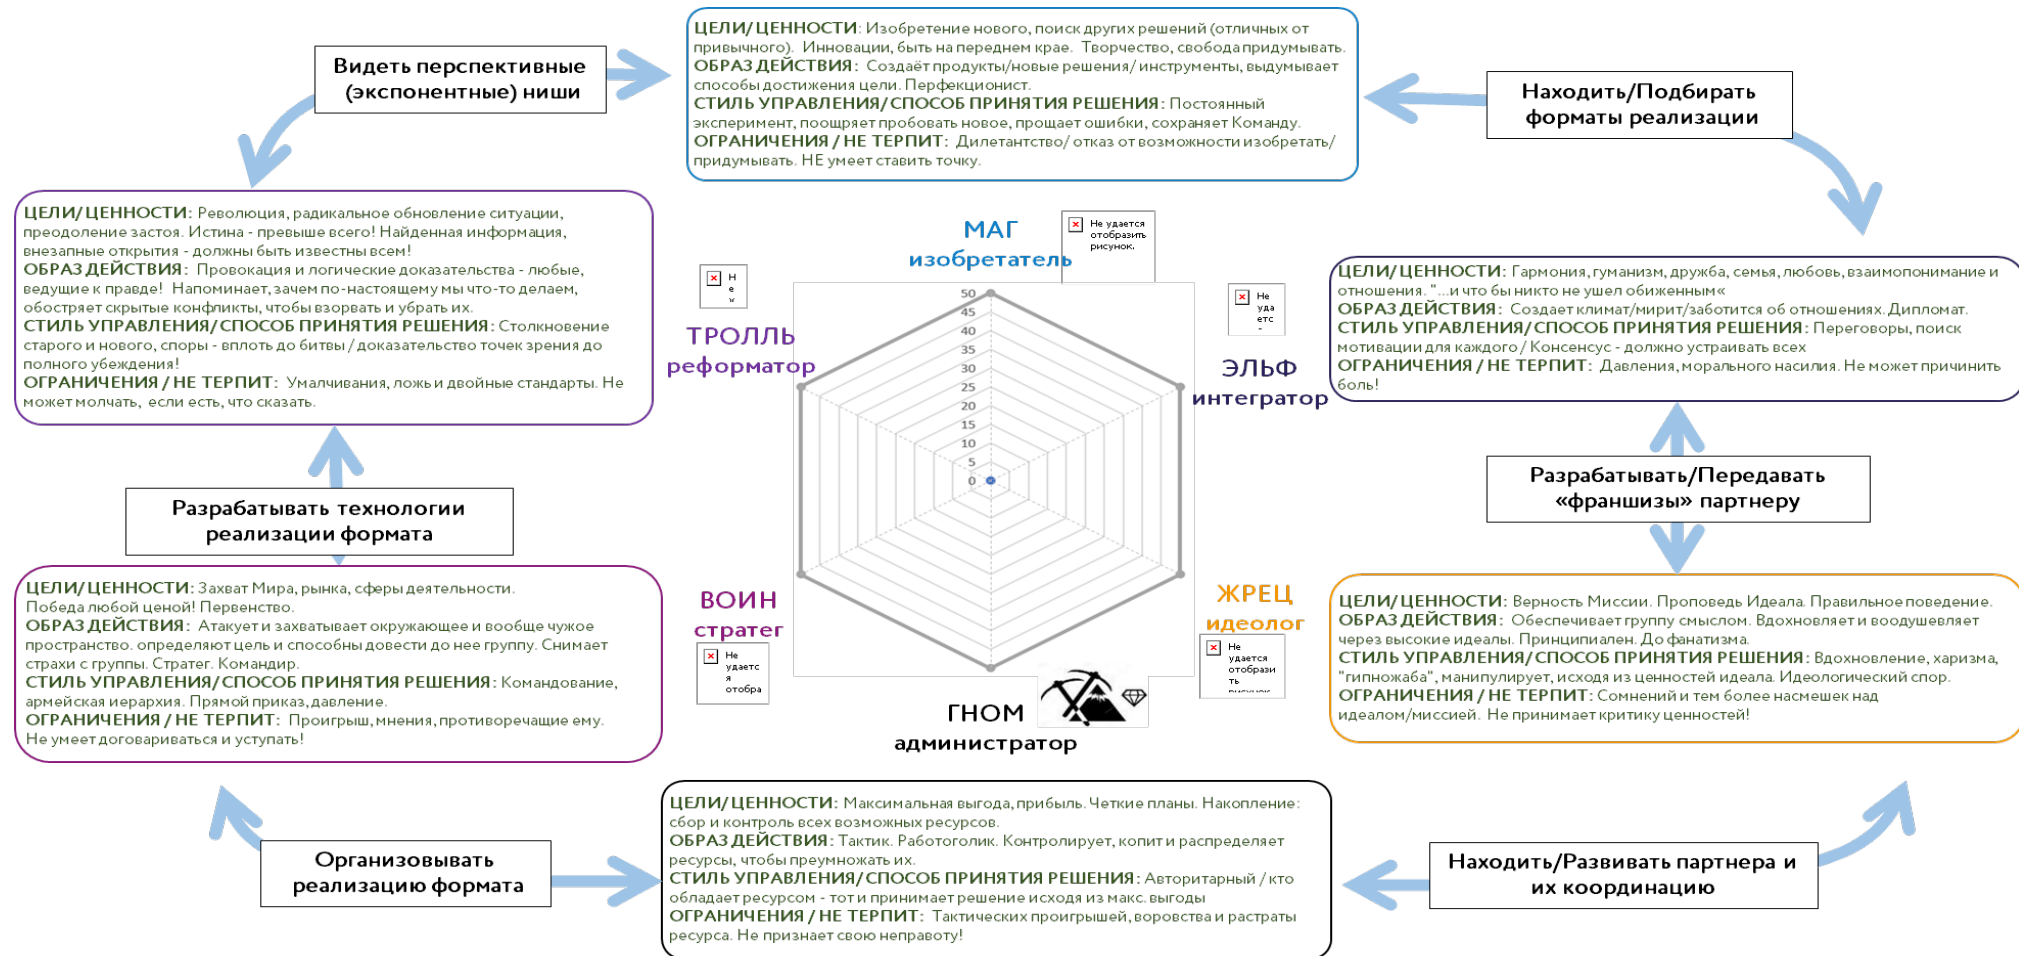 ЦЕЛИ/ЦЕННОСТИ: Изобретение нового, поиск других решений (отличных от
привычного). Инновации, быть на переднем крае. Творчество, свобода придумывать.
ОБРАЗ ДЕЙСТВИЯ: Создаёт продукты/новые решения/ инструменты, выдумывает
способы достижения цели. Перфекционист.
СТИЛЬ УПРАВЛЕНИЯ/СПОСОБ ПРИНЯТИЯ РЕШЕНИЯ: Постоянный
эксперимент, поощряет пробовать новое, прощает ошибки, сохраняет Команду.
ОГРАНИЧЕНИЯ / НЕ ТЕРПИТ: Дилетантство/ отказ от возможности изобретать/
придумывать. НЕ умеет ставить точку.
Видеть перспективные
(экспонентные) ниши
Находить/Подбирать
форматы реализации
ЦЕЛИ/ЦЕННОСТИ: Революция, радикальное обновление ситуации,
преодоление застоя. Истина - превыше всего! Найденная информация,
внезапные открытия - должны быть известны всем!
ОБРАЗ ДЕЙСТВИЯ: Провокация и логические доказательства - любые,
ведущие к правде! Напоминает, зачем по-настоящему мы что-то делаем,
обостряет скрытые конфликты, чтобы взорвать и убрать их.
СТИЛЬ УПРАВЛЕНИЯ/СПОСОБ ПРИНЯТИЯ РЕШЕНИЯ: Столкновение
старого и нового, споры - вплоть до битвы / доказательство точек зрения до
полного убеждения!
ОГРАНИЧЕНИЯ / НЕ ТЕРПИТ: Умалчивания, ложь и двойные стандарты. Не
может молчать, если есть, что сказать.
МАГ
изобретатель
Не удается
отобразить
рисунок.
Н
е
у
ТРОЛЛЬ
реформатор
Не
уда
етс
ЭЛЬФ
интегратор
50
45
40
35
30
25
20
15
10
5
0
ЦЕЛИ/ЦЕННОСТИ: Гармония, гуманизм, дружба, семья, любовь, взаимопонимание и
отношения. "...и что бы никто не ушел обиженным«
ОБРАЗ ДЕЙСТВИЯ: Создает климат/мирит/заботится об отношениях. Дипломат.
СТИЛЬ УПРАВЛЕНИЯ/СПОСОБ ПРИНЯТИЯ РЕШЕНИЯ: Переговоры, поиск
мотивации для каждого / Консенсус - должно устраивать всех
ОГРАНИЧЕНИЯ / НЕ ТЕРПИТ: Давления, морального насилия. Не может причинить
боль!
Разрабатывать технологии
реализации формата
Разрабатывать/Передавать
«франшизы» партнеру
ЦЕЛИ/ЦЕННОСТИ: Захват Мира, рынка, сферы деятельности.
Победа любой ценой! Первенство.
ОБРАЗ ДЕЙСТВИЯ: Атакует и захватывает окружающее и вообще чужое
пространство. определяют цель и способны довести до нее группу. Снимает
страхи с группы. Стратег. Командир.
СТИЛЬ УПРАВЛЕНИЯ/СПОСОБ ПРИНЯТИЯ РЕШЕНИЯ: Командование,
армейская иерархия. Прямой приказ, давление.
ОГРАНИЧЕНИЯ / НЕ ТЕРПИТ: Проигрыш, мнения, противоречащие ему.
Не умеет договариваться и уступать!
ВОИН
стратег
Не
удаетс
я
отобра
ЖРЕЦ
идеолог
Не
удается
отобрази
ть
ГНОМ
администратор
ЦЕЛИ/ЦЕННОСТИ: Верность Миссии. Проповедь Идеала. Правильное поведение.
ОБРАЗ ДЕЙСТВИЯ: Обеспечивает группу смыслом. Вдохновляет и воодушевляет
через высокие идеалы. Принципиален. До фанатизма.
СТИЛЬ УПРАВЛЕНИЯ/СПОСОБ ПРИНЯТИЯ РЕШЕНИЯ: Вдохновение, харизма,
"гипножаба", манипулирует, исходя из ценностей идеала. Идеологический спор.
ОГРАНИЧЕНИЯ / НЕ ТЕРПИТ: Сомнений и тем более насмешек над
идеалом/миссией. Не принимает критику ценностей!
Организовывать
реализацию формата
ЦЕЛИ/ЦЕННОСТИ: Максимальная выгода, прибыль. Четкие планы. Накопление:
сбор и контроль всех возможных ресурсов.
ОБРАЗ ДЕЙСТВИЯ: Тактик. Работоголик. Контролирует, копит и распределяет
ресурсы, чтобы преумножать их.
СТИЛЬ УПРАВЛЕНИЯ/СПОСОБ ПРИНЯТИЯ РЕШЕНИЯ: Авторитарный / кто
обладает ресурсом - тот и принимает решение исходя из макс. выгоды
ОГРАНИЧЕНИЯ / НЕ ТЕРПИТ: Тактических проигрышей, воровства и растраты
ресурса. Не признает свою неправоту!
Находить/Развивать партнера и
их координацию